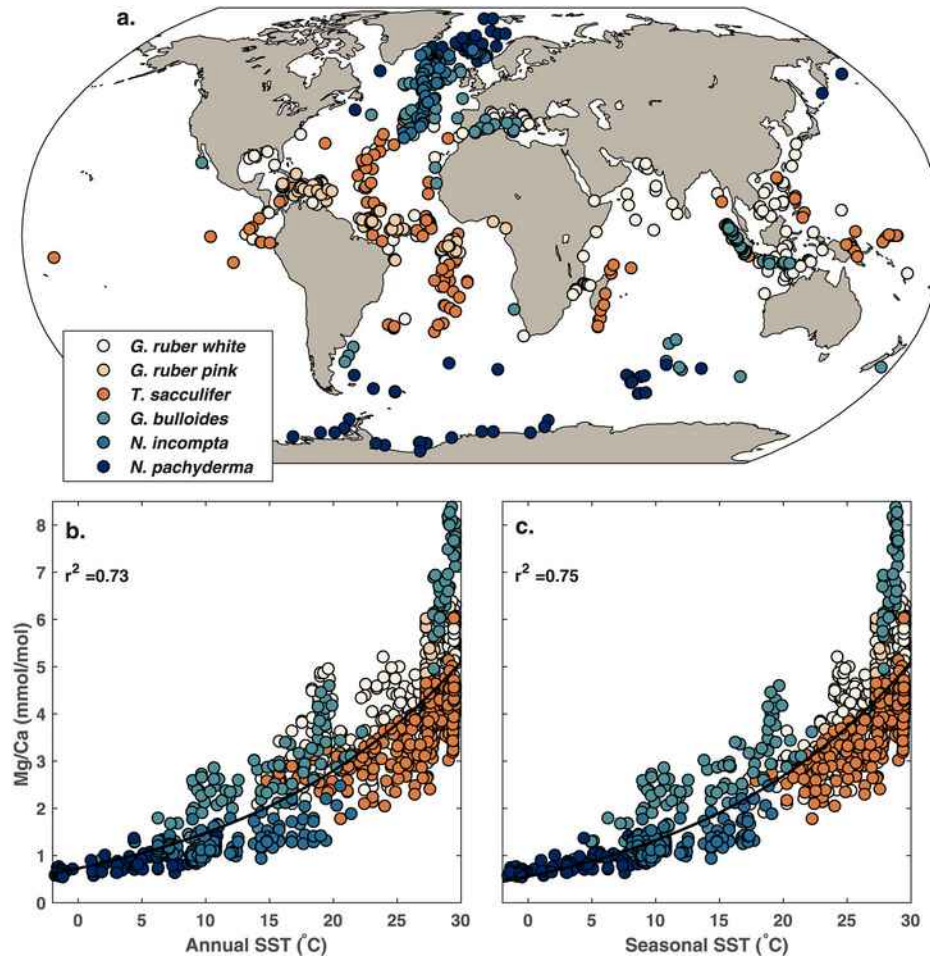 a.
G. ruber white
G. ruber pink
T. sacculifer
G. bulloides
N. incompta
N. pachyderma
b.
r² =0.73
Mg/Ca (mmol/mol)
8
7
6
5
4
3
2
1
0
0 5 10 15 20 25 30
Annual SST (°C)
c.
r² =0.75
0 5 10 15 20 25 30
Seasonal SST (°C)